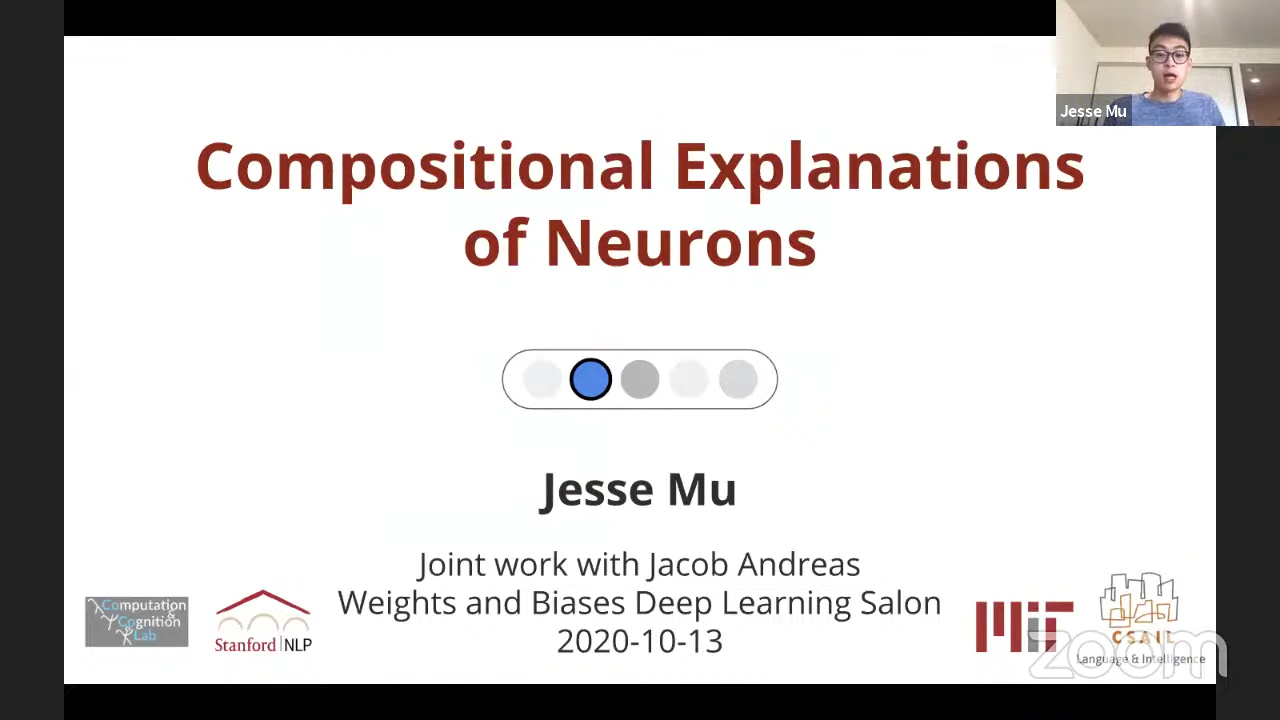 Jesse Mu
Compositional Explanations
of Neurons
Jesse Mu
Joint work with Jacob Andreas
Weights and Biases Deep Learning Salon
2020-10-13
Computation
&
Cognition
Lab
Stanford NLP
MIT
CSAIL
Language & Intelligence
zoom